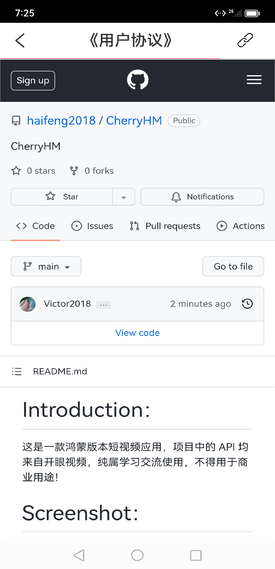 7:25
《用户协议》
Sign up
haifeng2018 / CherryHM Public
CherryHM
0 stars 0 forks
Star Notifications
Code Issues Pull requests Actions
main Go to file
Victor2018 ... 2 minutes ago
View code
README.md
Introduction：
这是一款鸿蒙版本短视频应用，项目中的 API 均
来自开眼视频，纯属学习交流使用，不得用于商
业用途！
Screenshot：